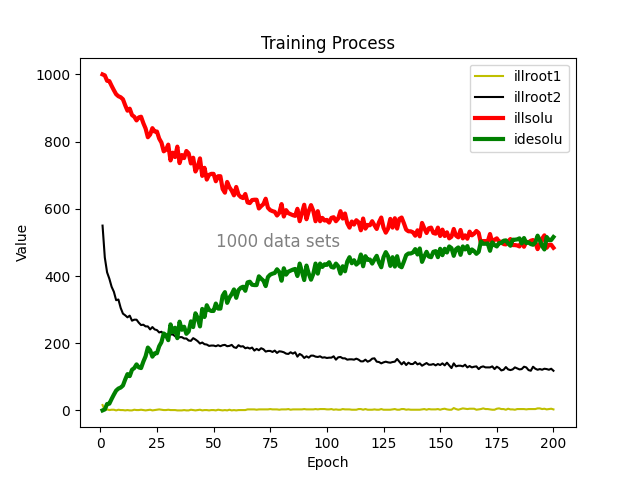 Training Process
1000
800
600
400
200
0
Value
illroot1
illroot2
illsolu
idesolu
1000 data sets
0 25 50 75 100 125 150 175 200
Epoch